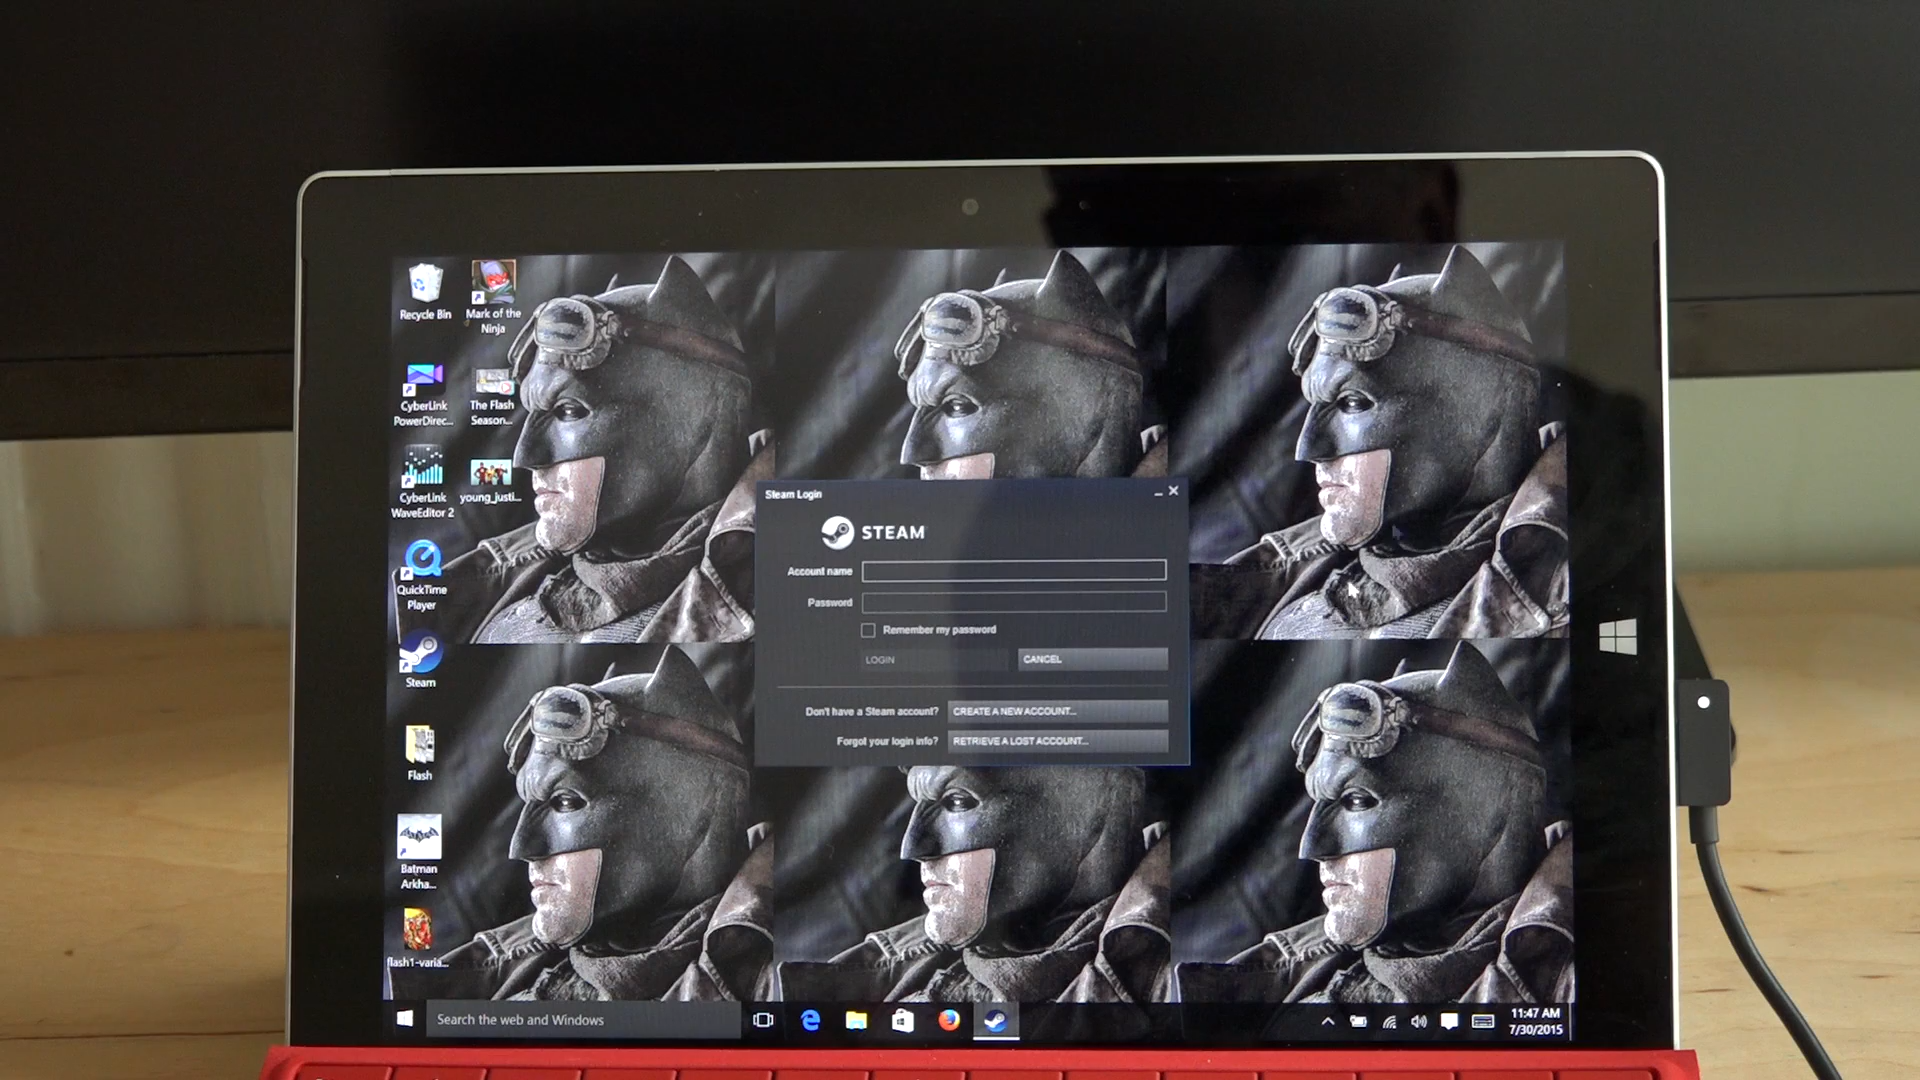 Recycle Bin
Mark of the
Ninja
CyberLink
PowerDirec...
The Flash
Season...
CyberLink
WaveEditor 2
young_justi...
QuickTime
Player
Steam
Flash
Batman
Arkha...
flash1-varia...
Steam Login
STEAM
Account name
Password
Remember my password
LOGIN
CANCEL
Don't have a Steam account?
CREATE A NEW ACCOUNT...
Forgot your login info?
RETRIEVE A LOST ACCOUNT...
Search the web and Windows
11:47 AM
7/30/2015